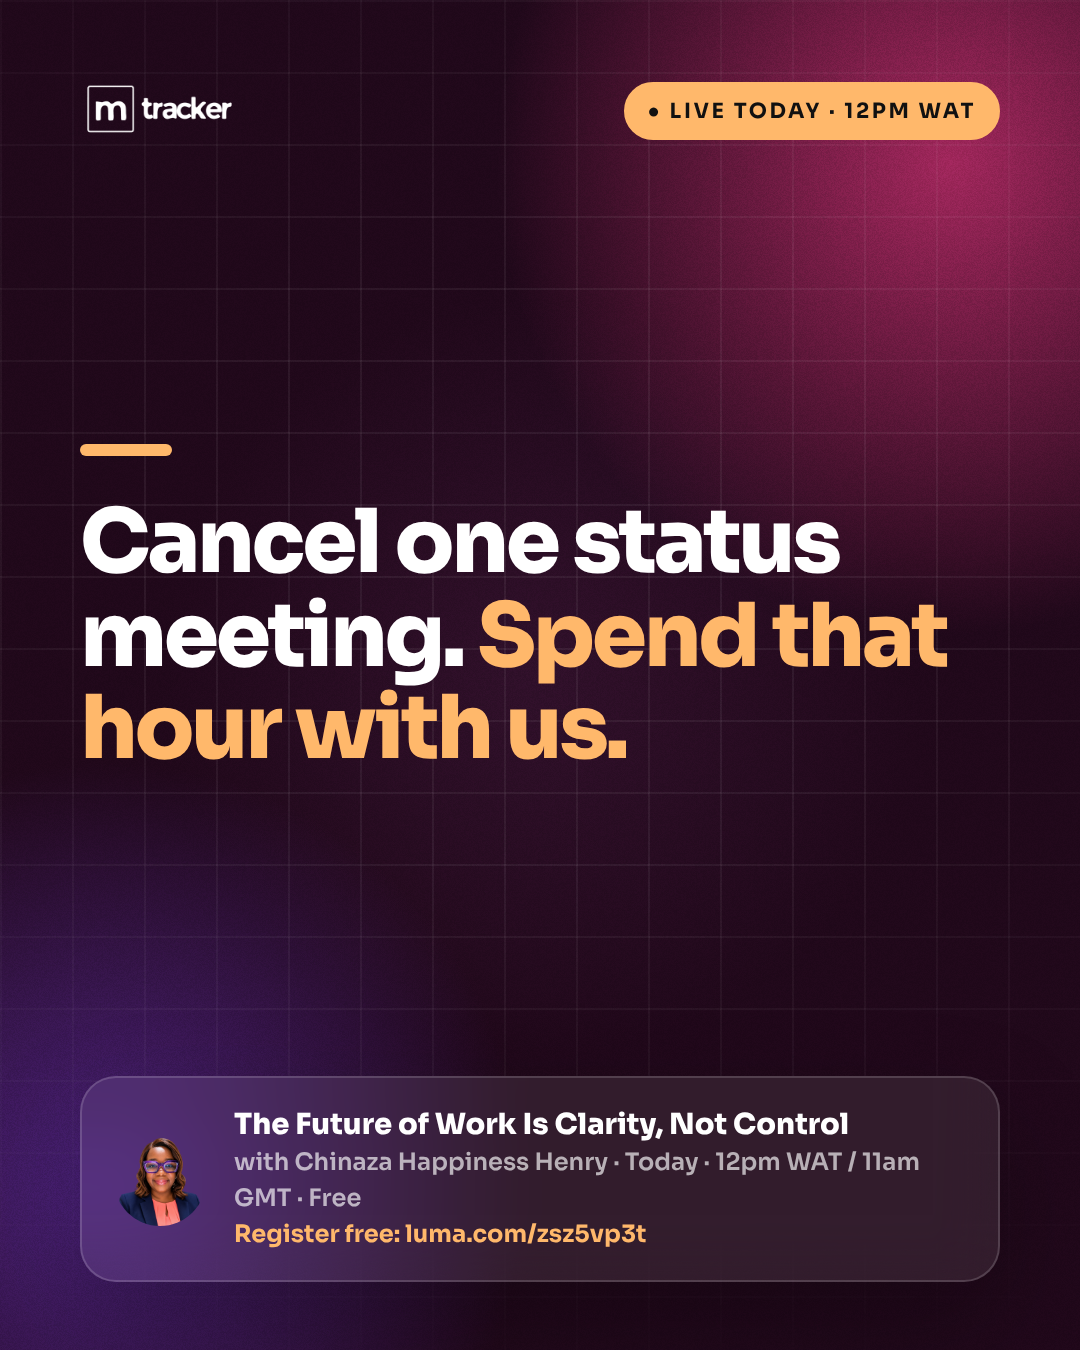 m tracker
• LIVE TODAY · 12PM WAT
Cancel one status
meeting. Spend that
hour with us.
The Future of Work Is Clarity, Not Control
with Chinaza Happiness Henry · Today · 12pm WAT / 11am
GMT · Free
Register free: luma.com/zsz5vp3t